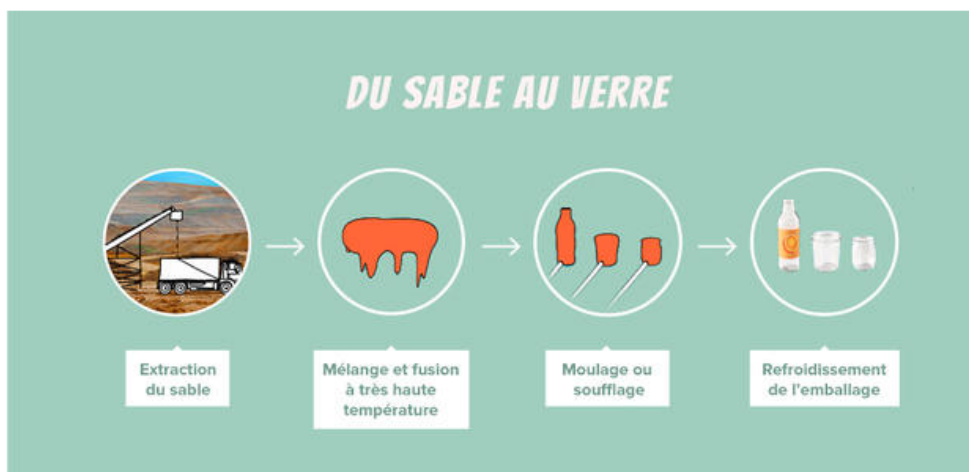 DU SABLE AU VERRE
Extraction
du sable
Mélange et fusion
à très haute
température
Moulage ou
soufflage
Refroidissement
de l'emballage